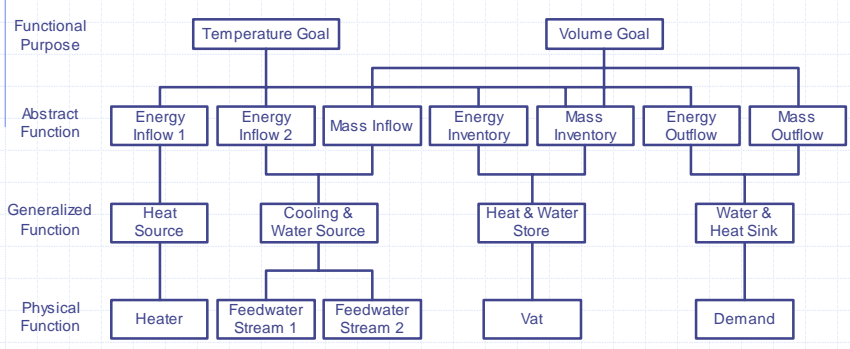 Functional
Purpose
Temperature Goal
Volume Goal
Abstract
Function
Energy
Inflow 1
Energy
Inflow 2
Mass Inflow
Energy
Inventory
Mass
Inventory
Energy
Outflow
Mass
Outflow
Generalized
Function
Heat
Source
Cooling &
Water Source
Heat & Water
Store
Water &
Heat Sink
Physical
Function
Heater
Feedwater
Stream 1
Feedwater
Stream 2
Vat
Demand